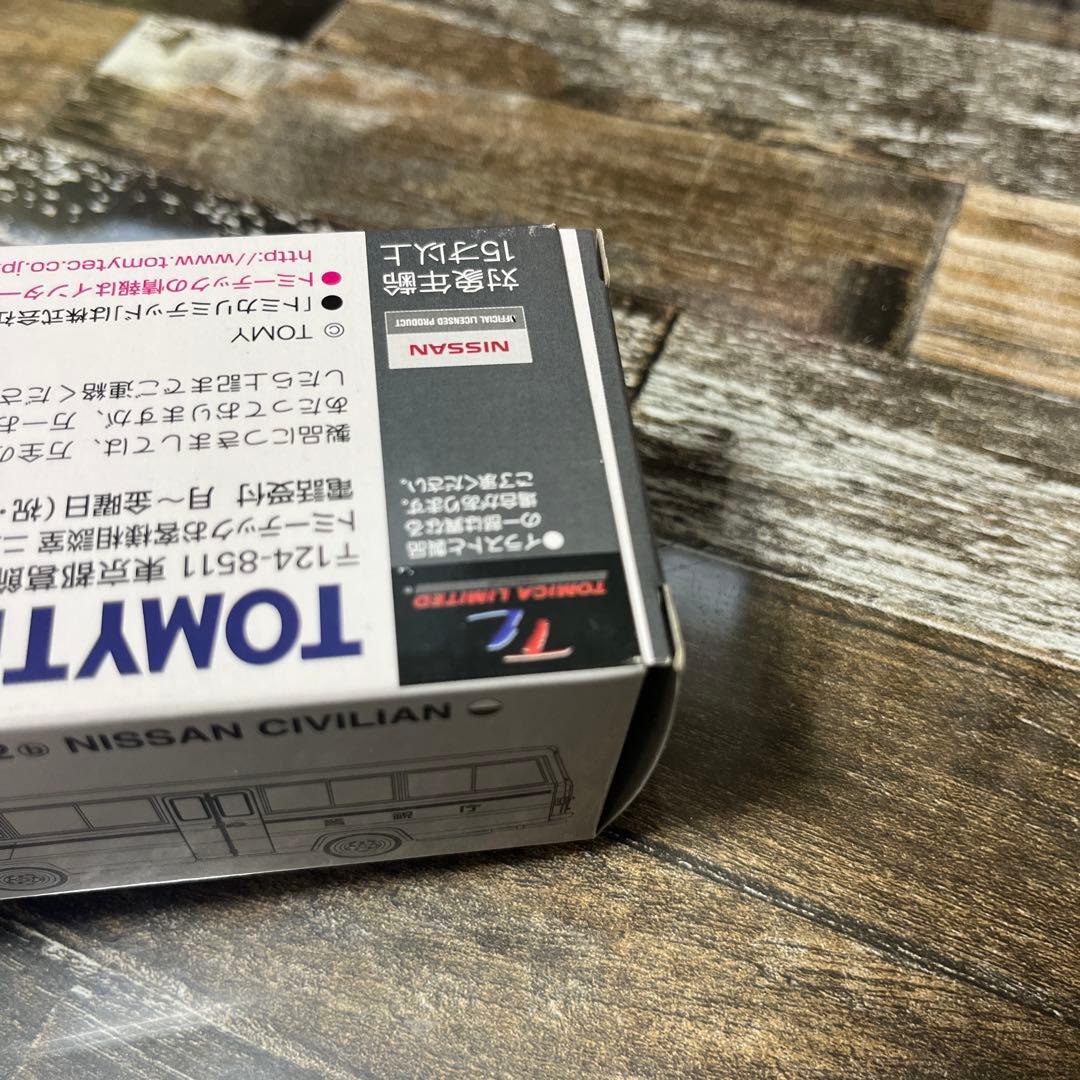 TOMYT
〒124-8511 東京都葛飾
トミーテックお客様相談室
電話受付 月～金曜日(祝・
製品につきましては、万全の
あたっておりますが、万一お
したら上記までご連絡くださ
© TOMY
●「トミカリミテッド」は株式会社
●トミーテックの情報はインター
http://www.tomytec.co.jp
TL
TOMICA LIMITED
●イラストと製品
の一部は異なる
場合があります。
ご了承ください。
NISSAN
OFFICIAL LICENSED PRODUCT
対象年齢
15才以上
2ⓑ NISSAN CIVILIAN
警視庁